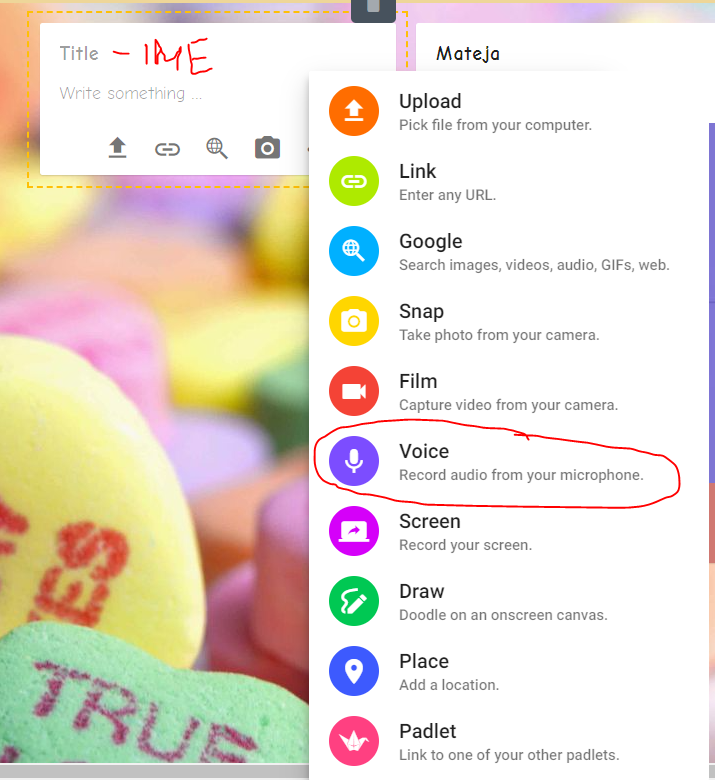 Title - IME
Write something ...
Mateja
Upload
Pick file from your computer.
Link
Enter any URL.
Google
Search images, videos, audio, GIFs, web.
Snap
Take photo from your camera.
Film
Capture video from your camera.
Voice
Record audio from your microphone.
Screen
Record your screen.
Draw
Doodle on an onscreen canvas.
Place
Add a location.
Padlet
Link to one of your other padlets.
TRUE